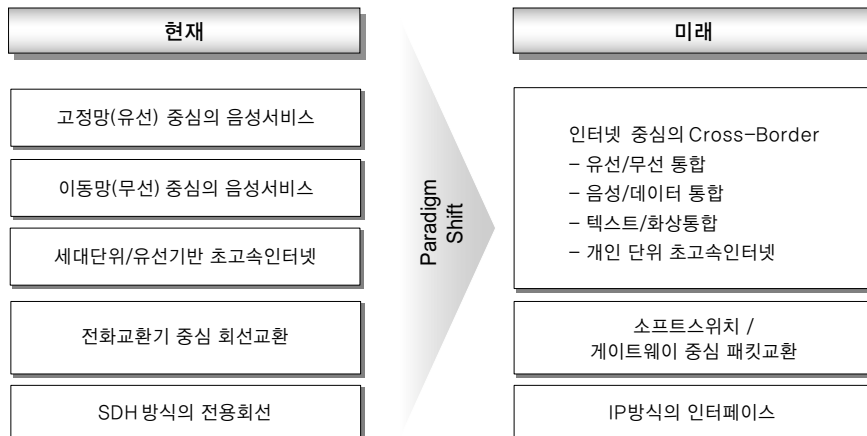 현재
고정망(유선) 중심의 음성서비스
이동망(무선) 중심의 음성서비스
세대단위/유선기반 초고속인터넷
전화교환기 중심 회선교환
SDH 방식의 전용회선
Paradigm
Shift
미래
인터넷 중심의 Cross-Border
- 유선/무선 통합
- 음성/데이터 통합
- 텍스트/화상통합
- 개인 단위 초고속인터넷
소프트스위치 /
게이트웨이 중심 패킷교환
IP방식의 인터페이스